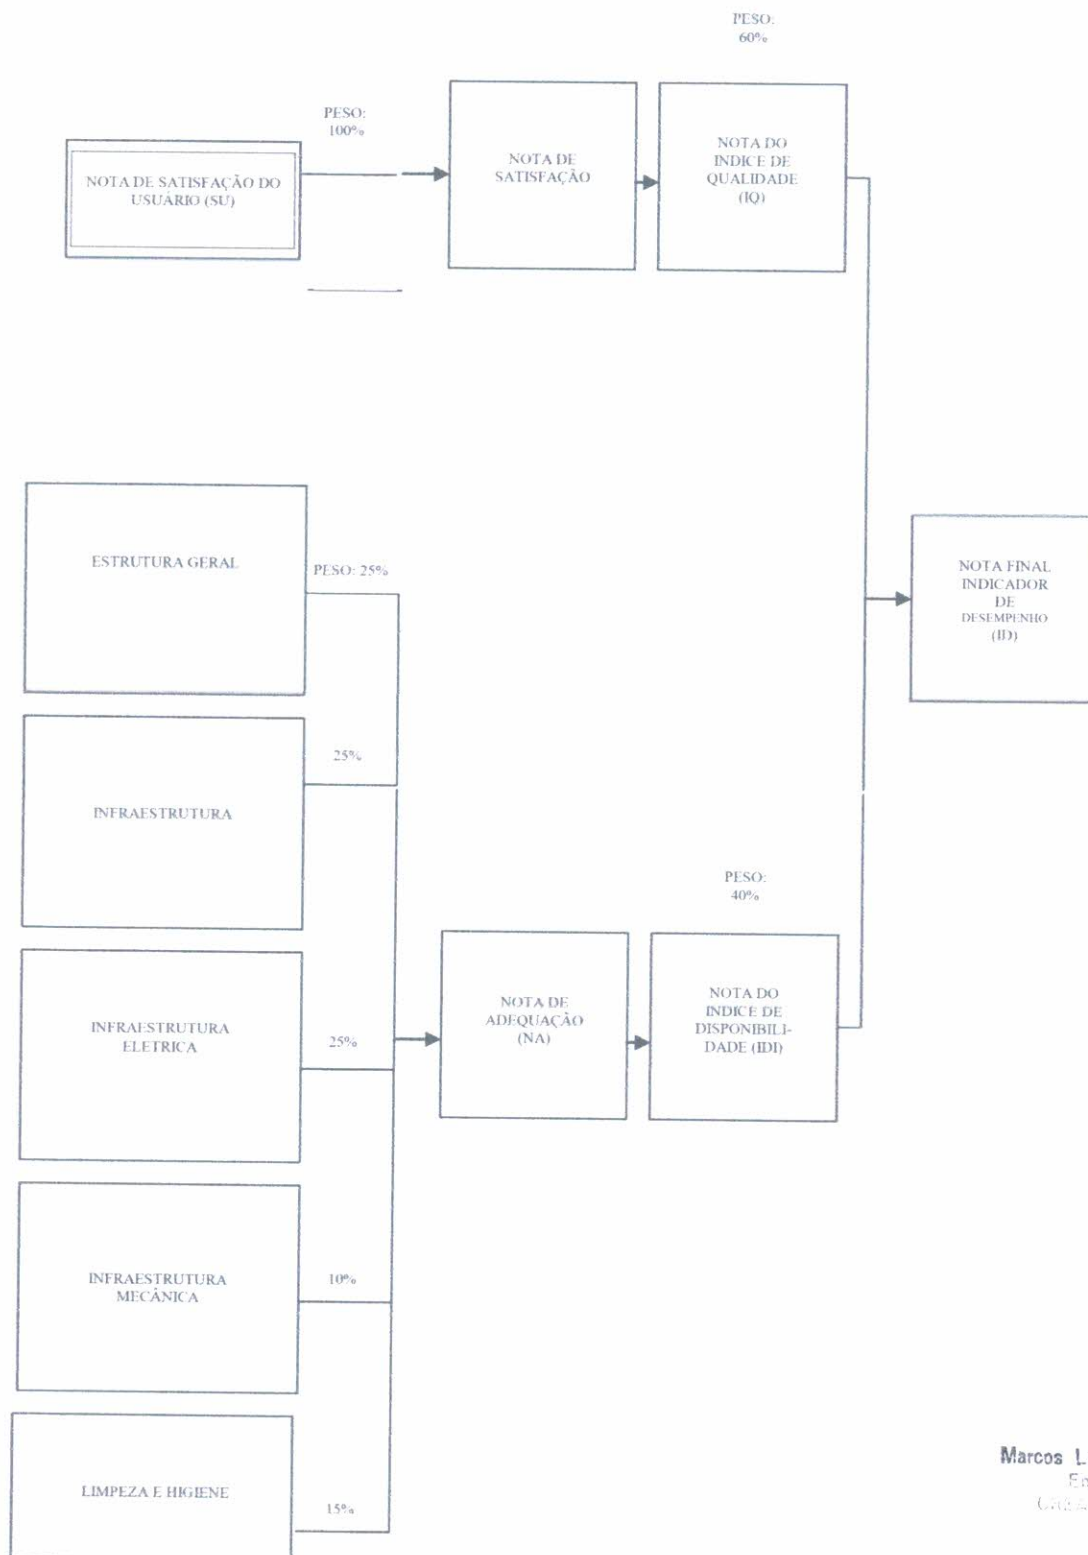 PESO:
60%
PESO:
100%
NOTA DE SATISFAÇÃO DO
USUÁRIO (SU)
NOTA DE
SATISFAÇÃO
NOTA DO
INDICE DE
QUALIDADE
(IQ)
ESTRUTURA GERAL
PESO: 25%
NOTA FINAL
INDICADOR
DE
DESEMPENHO
(ID)
25%
INFRAESTRUTURA
PESO:
40%
INFRAESTRUTURA
ELETRICA
25%
NOTA DE
ADEQUAÇÃO
(NA)
NOTA DO
INDICE DE
DISPONIBILI-
DADE (IDI)
INFRAESTRUTURA
MECÂNICA
10%
LIMPEZA E HIGIENE
15%
Marcos L